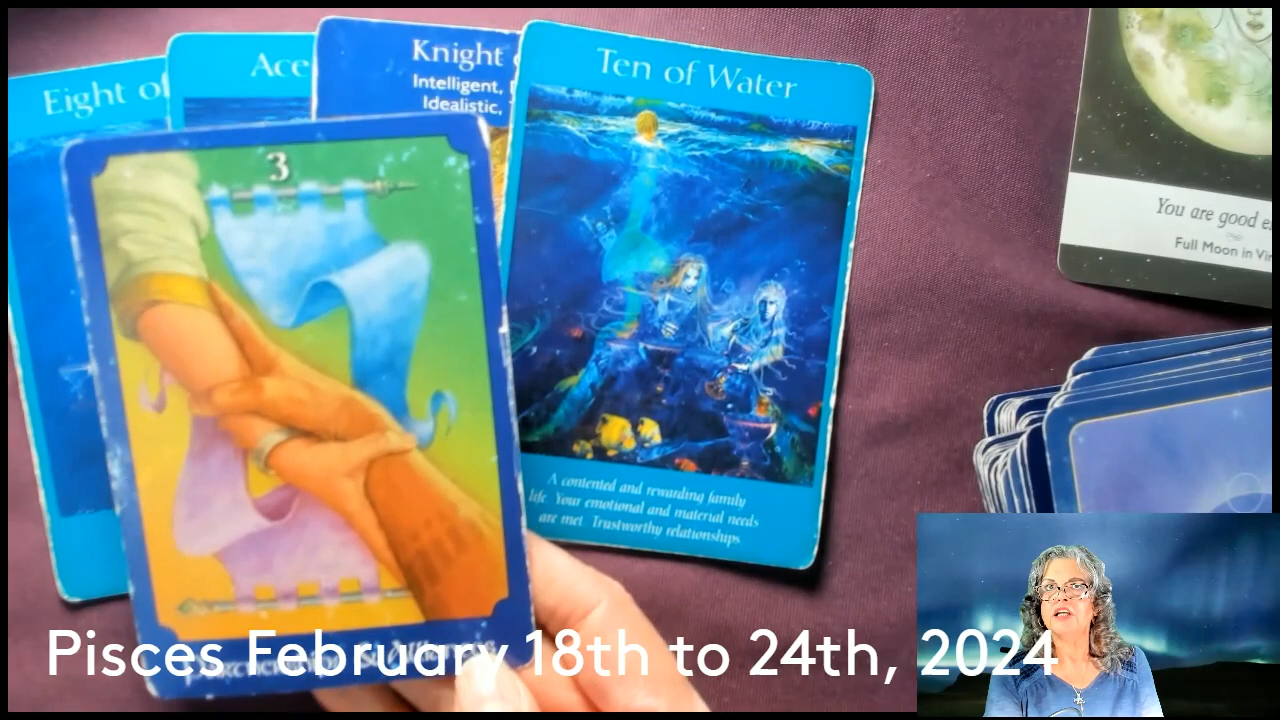 Eight of
Ace
Knight
Intelligent,
Idealistic,
Ten of Water
3
You are good
Full Moon in
A contented and rewarding family
life Your emotional and material needs
are met Trustworthy relationships
Pisces February 18th to 24th, 2024